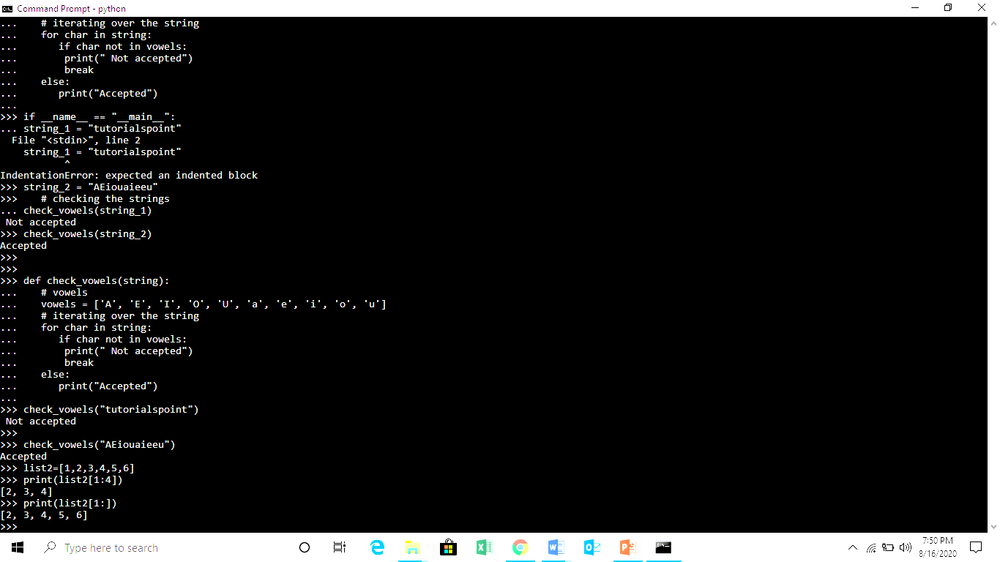 Command Prompt - python
...    # iterating over the string
...    for char in string:
...       if char not in vowels:
...        print(" Not accepted")
...        break
...    else:
...       print("Accepted")
...
>>> if __name__ == "__main__":
... string_1 = "tutorialspoint"
  File "<stdin>", line 2
    string_1 = "tutorialspoint"
           ^
IndentationError: expected an indented block
>>> string_2 = "AEiouaieeu"
>>>    # checking the strings
... check_vowels(string_1)
 Not accepted
>>> check_vowels(string_2)
Accepted
>>>
>>>
>>> def check_vowels(string):
...    # vowels
...    vowels = ['A', 'E', 'I', 'O', 'U', 'a', 'e', 'i', 'o', 'u']
...    # iterating over the string
...    for char in string:
...       if char not in vowels:
...        print(" Not accepted")
...        break
...    else:
...       print("Accepted")
...
>>> check_vowels("tutorialspoint")
 Not accepted
>>>
>>> check_vowels("AEiouaieeu")
Accepted
>>> list2=[1,2,3,4,5,6]
>>> print(list2[1:4])
[2, 3, 4]
>>> print(list2[1:])
[2, 3, 4, 5, 6]
>>>
Type here to search
7:50 PM
8/16/2020